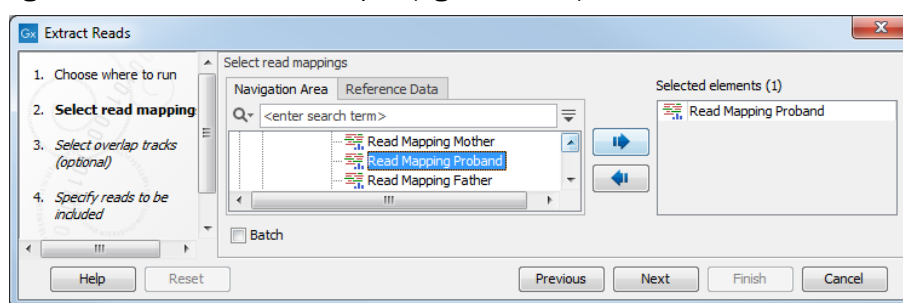 Gx Extract Reads
1. Choose where to run
2. Select read mapping
3. Select overlap tracks
(optional)
4. Specify reads to be
included
Select read mappings
Navigation Area Reference Data
<enter search term>
Read Mapping Mother
Read Mapping Proband
Read Mapping Father
Batch
Selected elements (1)
Read Mapping Proband
Help Reset Previous Next Finish Cancel